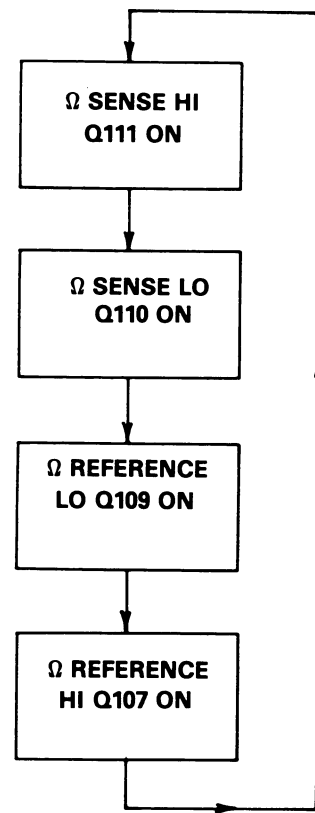 Ω SENSE HI
Q111 ON
Ω SENSE LO
Q110 ON
Ω REFERENCE
LO Q109 ON
Ω REFERENCE
HI Q107 ON